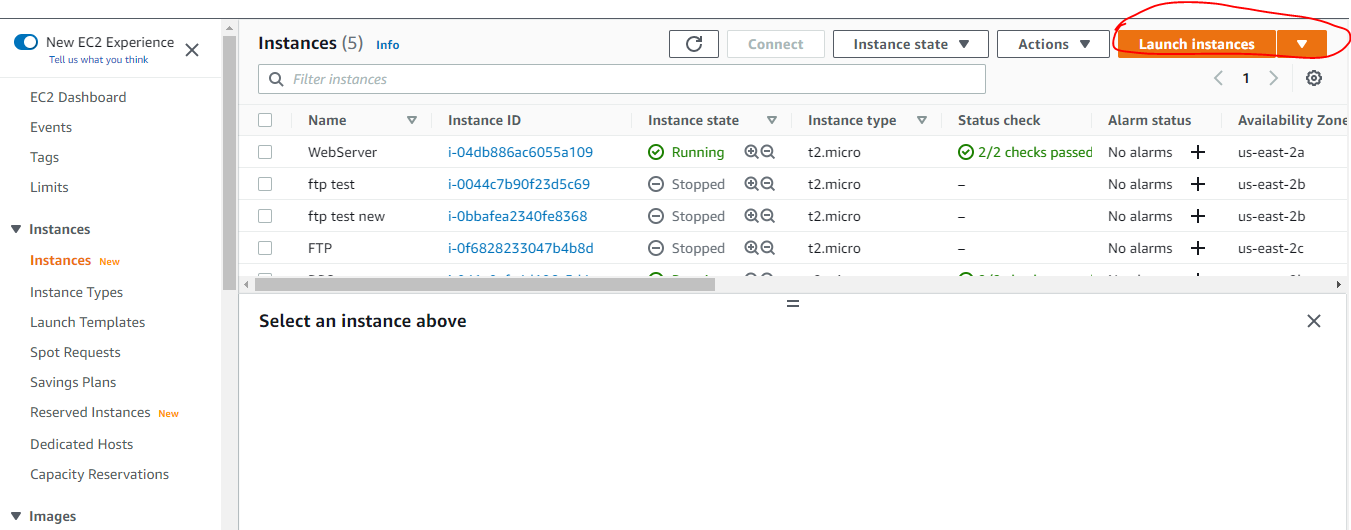 New EC2 Experience
Tell us what you think
EC2 Dashboard
Events
Tags
Limits
Instances
Instances New
Instance Types
Launch Templates
Spot Requests
Savings Plans
Reserved Instances New
Dedicated Hosts
Capacity Reservations
Images
Instances (5) Info
Connect Instance state Actions Launch instances
Filter instances
1
Name Instance ID Instance state Instance type Status check Alarm status Availability Zone
WebServer i-04db886ac6055a109 Running t2.micro 2/2 checks passed No alarms + us-east-2a
ftp test i-0044c7b90f23d5c69 Stopped t2.micro – No alarms + us-east-2b
ftp test new i-0bbafea2340fe8368 Stopped t2.micro – No alarms + us-east-2b
FTP i-0f6828233047b4b8d Stopped t2.micro – No alarms + us-east-2c
Select an instance above